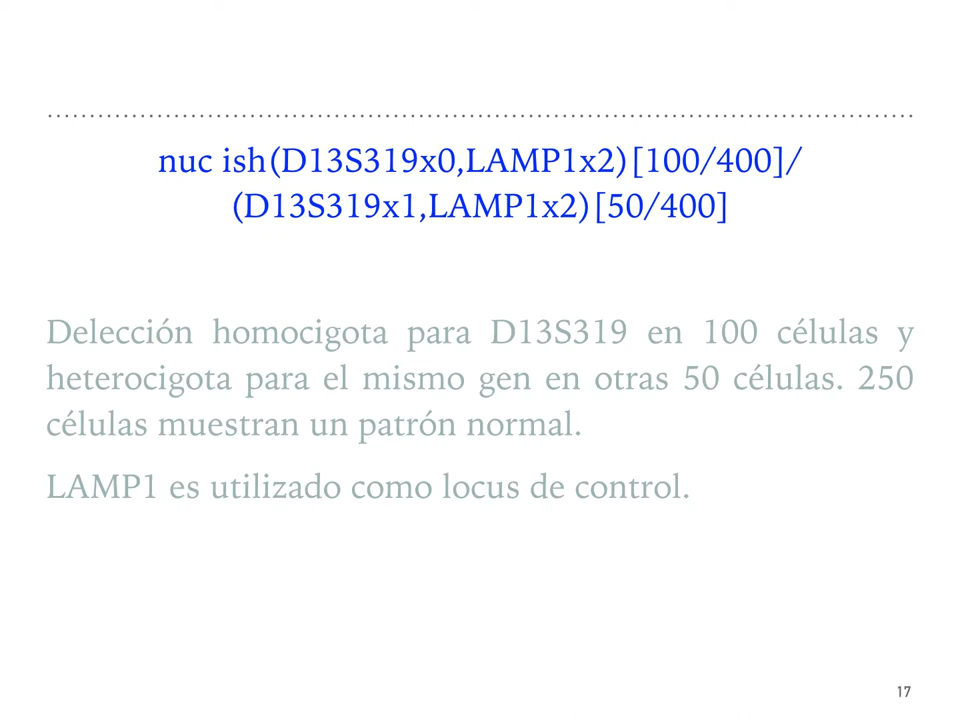 nuc ish(D13S319x0,LAMP1x2)[100/400]/
(D13S319x1,LAMP1x2)[50/400]
Delección homocigota para D13S319 en 100 células y
heterocigota para el mismo gen en otras 50 células. 250
células muestran un patrón normal.
LAMP1 es utilizado como locus de control.
17